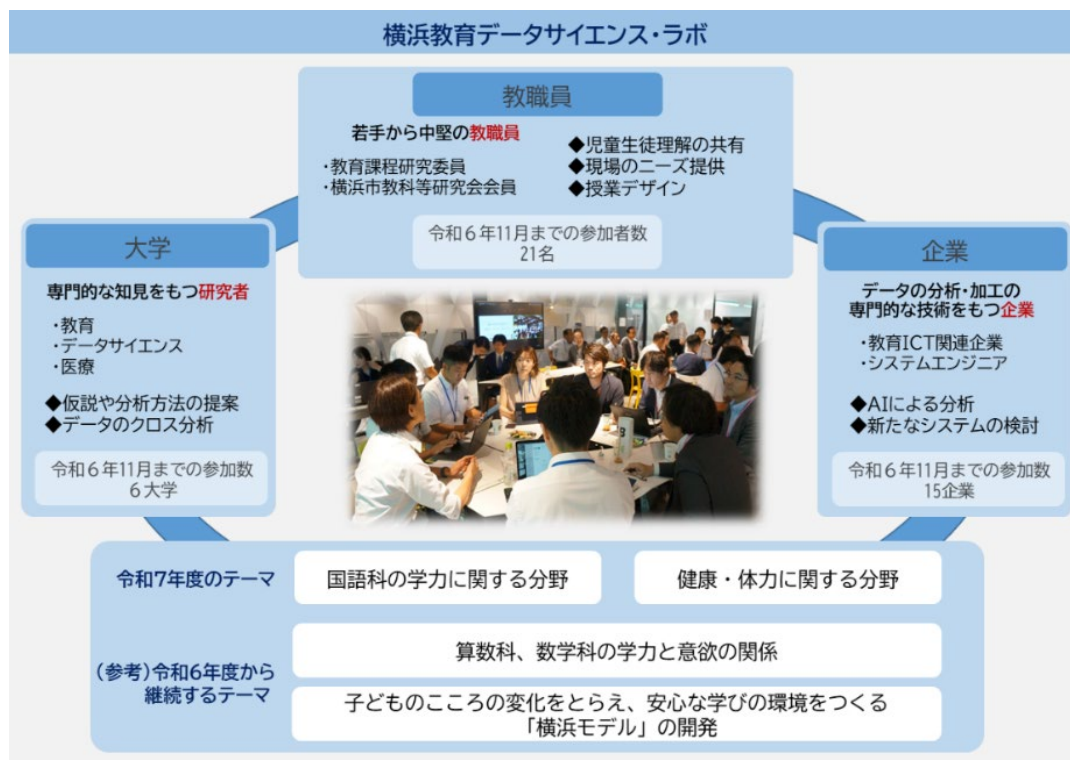 横浜教育データサイエンス・ラボ
教職員
若手から中堅の教職員
・教育課程研究委員
・横浜市教科等研究会会員
◆児童生徒理解の共有
◆現場のニーズ提供
◆授業デザイン
令和6年11月までの参加者数
21名
大学
専門的な知見をもつ研究者
・教育
・データサイエンス
・医療
◆仮説や分析方法の提案
◆データのクロス分析
令和6年11月までの参加数
6大学
企業
データの分析・加工の
専門的な技術をもつ企業
・教育ICT関連企業
・システムエンジニア
◆AIによる分析
◆新たなシステムの検討
令和6年11月までの参加数
15企業
令和7年度のテーマ
国語科の学力に関する分野
健康・体力に関する分野
(参考)令和6年度から
継続するテーマ
算数科、数学科の学力と意欲の関係
子どものこころの変化をとらえ、安心な学びの環境をつくる
「横浜モデル」の開発